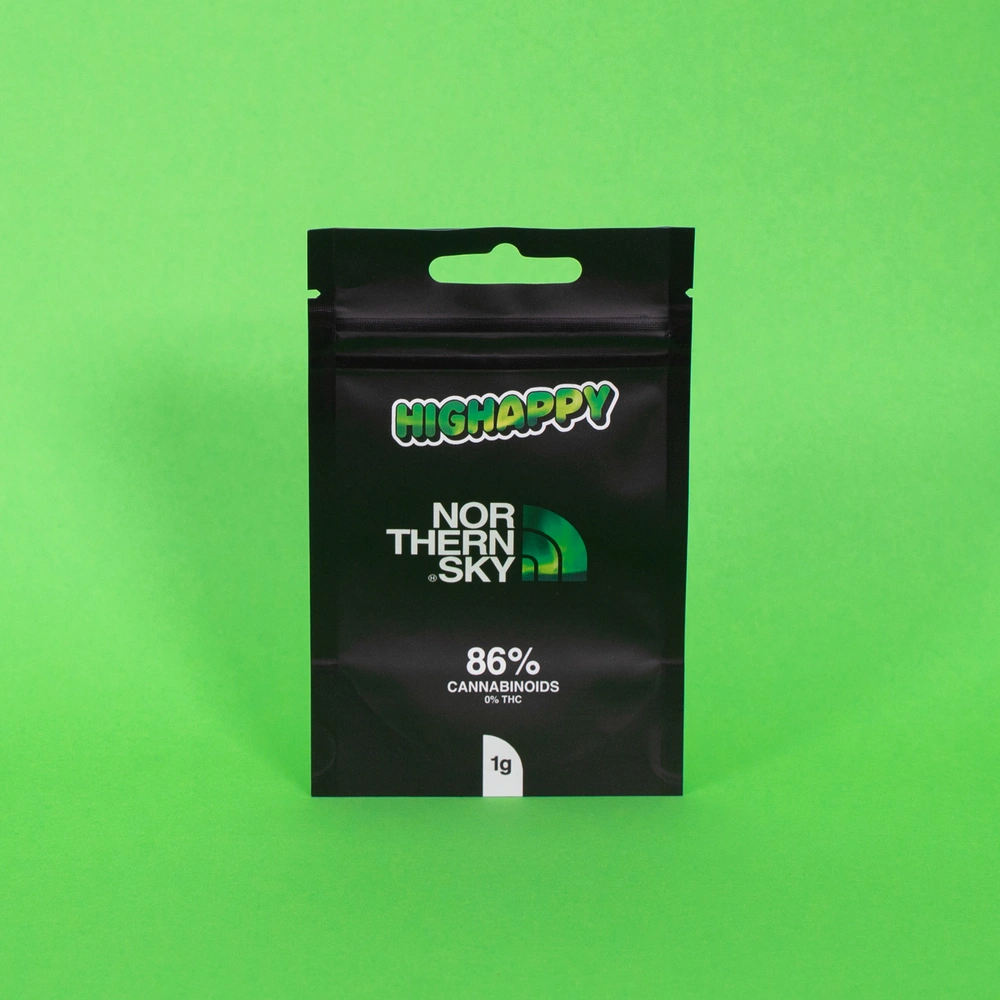 HIGHAPPY
NOR
THERN
Ⓗ SKY
86%
CANNABINOIDS
0% THC
1g